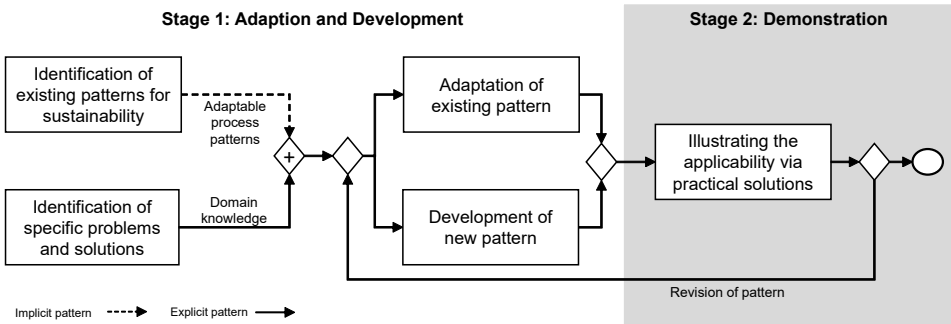 Stage 1: Adaption and Development
Stage 2: Demonstration
Identification of
existing patterns for
sustainability
Adaptable
process
patterns
Adaptation of
existing pattern
+
Illustrating the
applicability via
practical solutions
Identification of
specific problems
and solutions
Domain
knowledge
Development of
new pattern
Revision of pattern
Implicit pattern
Explicit pattern